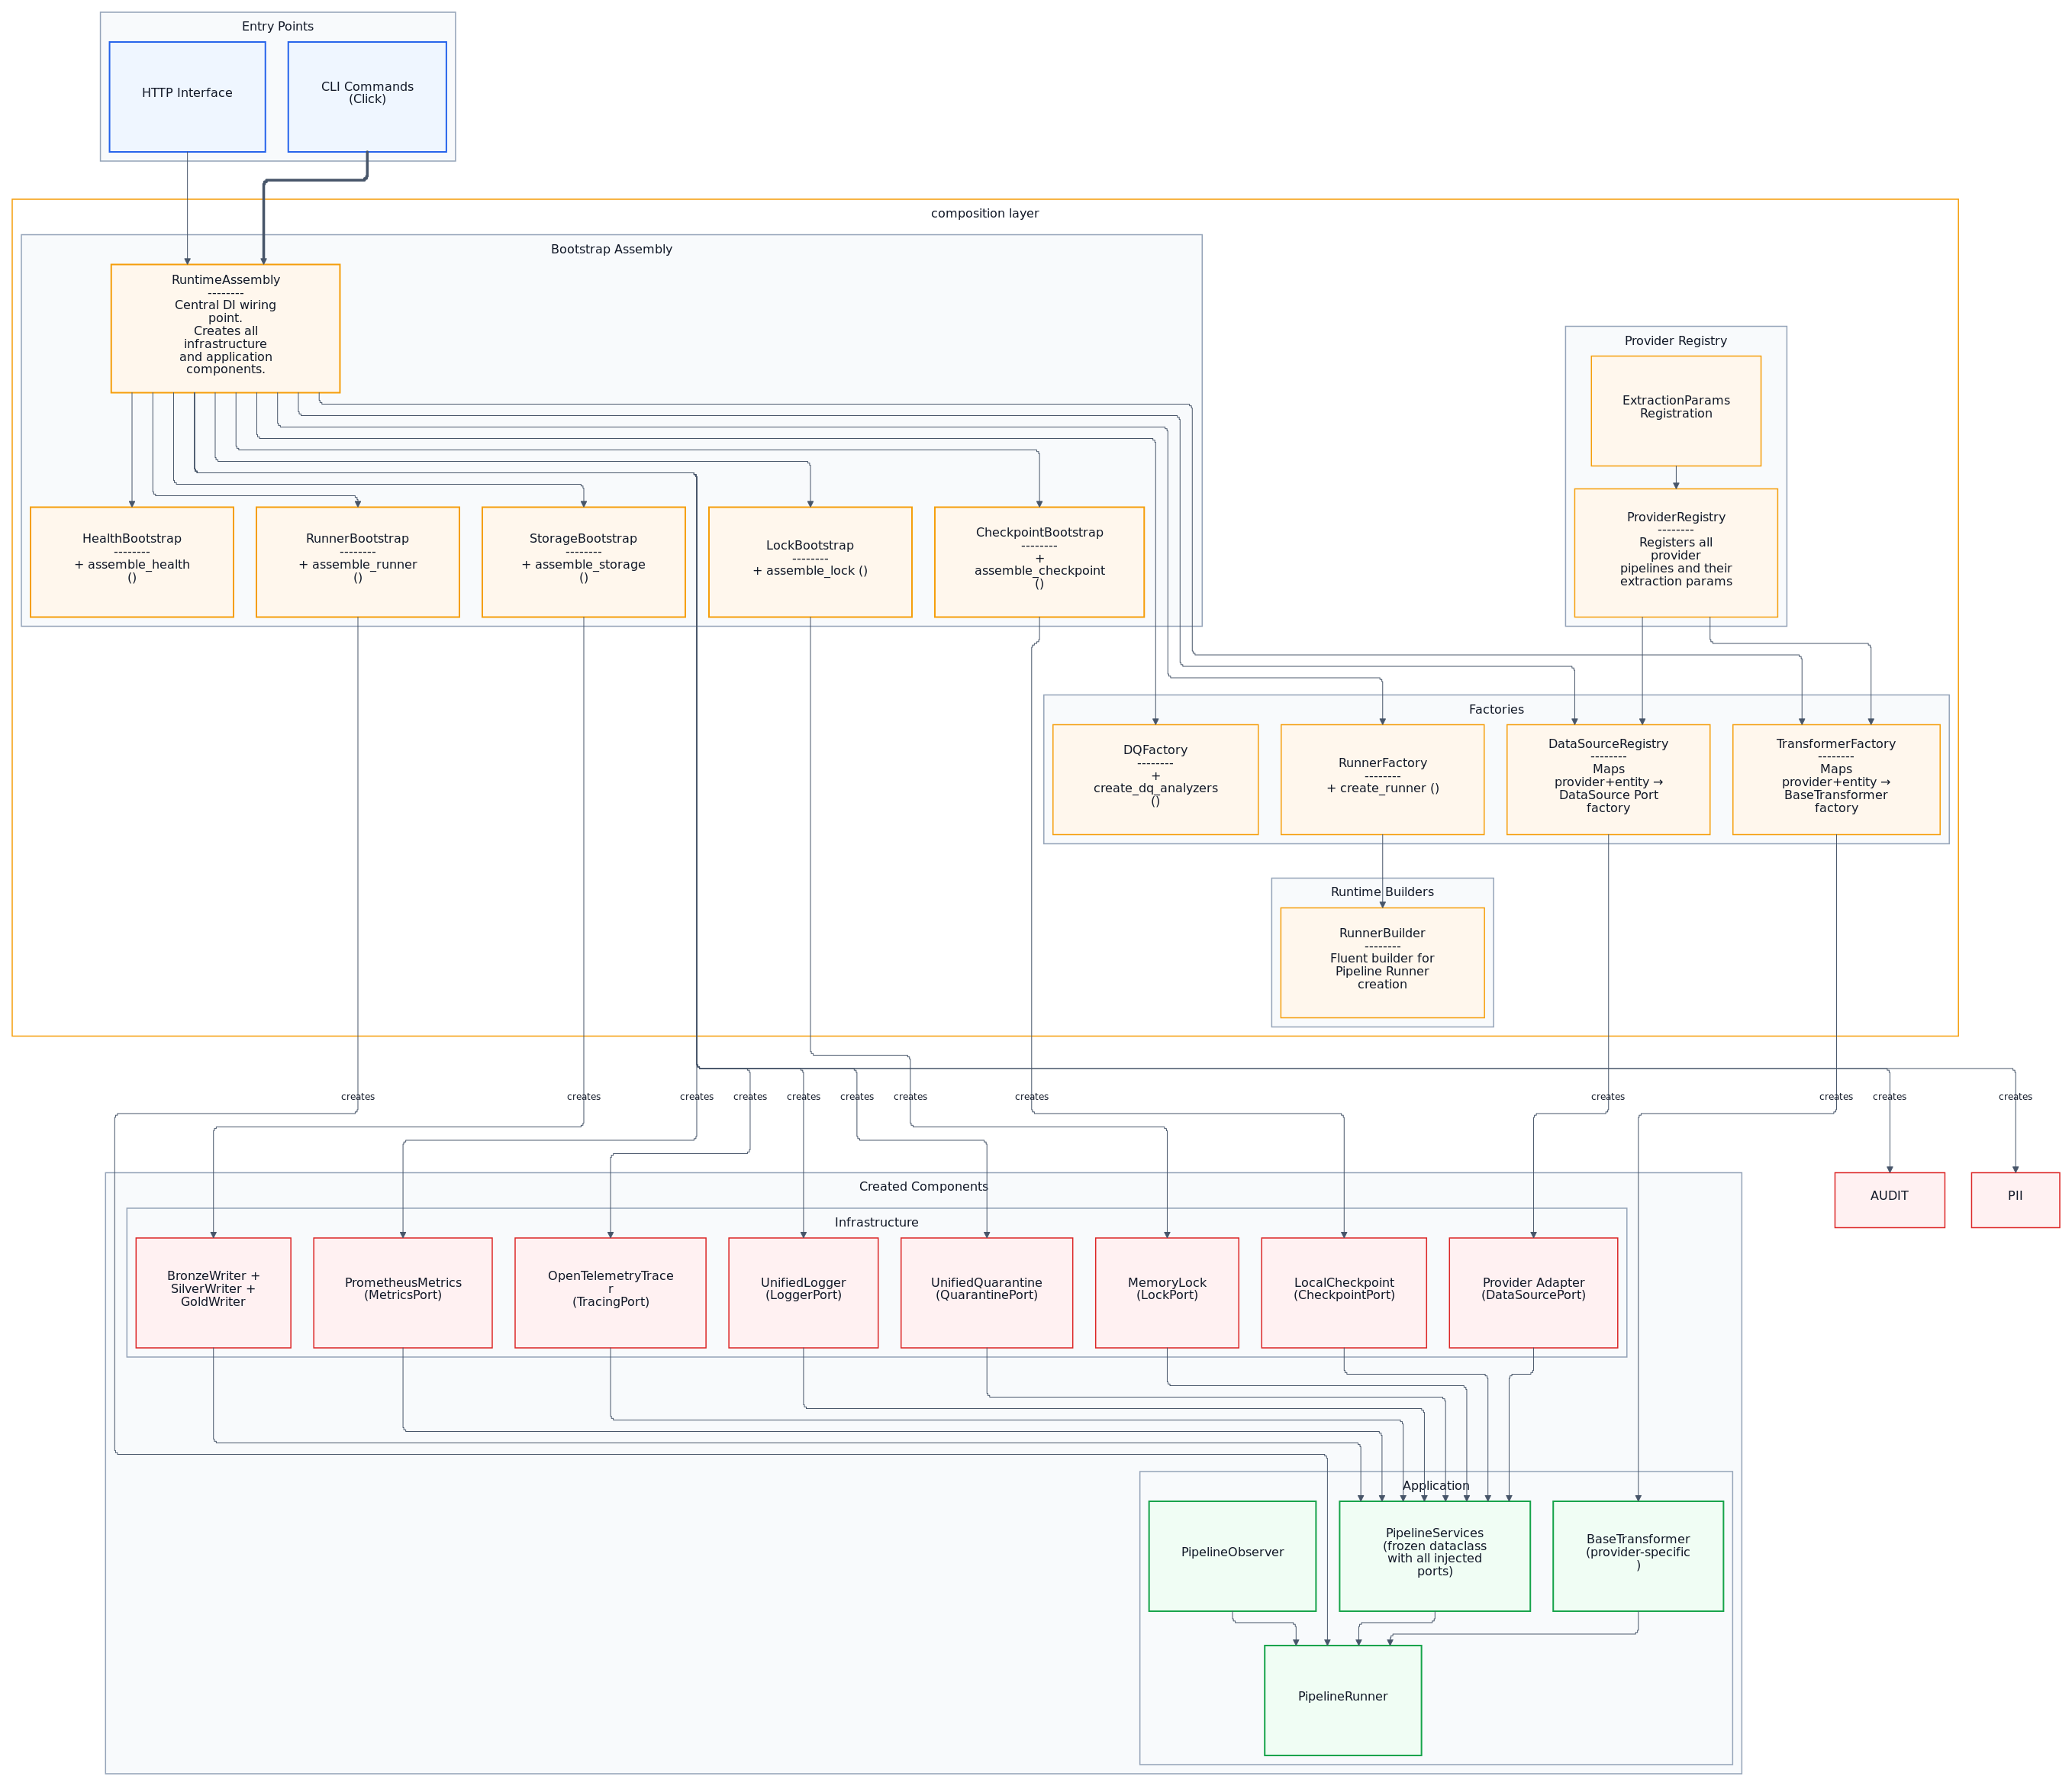 Entry Points
HTTP Interface
CLI Commands
(Click)
composition layer
Bootstrap Assembly
RuntimeAssembly
--------
Central DI wiring
point.
Creates all
infrastructure
and application
components.
Provider Registry
ExtractionParams
Registration
ProviderRegistry
--------
Registers all
provider
pipelines and their
extraction params
HealthBootstrap
--------
+ assemble_health
()
RunnerBootstrap
--------
+ assemble_runner
()
StorageBootstrap
--------
+ assemble_storage
()
LockBootstrap
--------
+ assemble_lock ()
CheckpointBootstrap
--------
+
assemble_checkpoint
()
Factories
DQFactory
--------
+
create_dq_analyzers
()
RunnerFactory
--------
+ create_runner ()
DataSourceRegistry
--------
Maps
provider+entity →
DataSource Port
factory
TransformerFactory
--------
Maps
provider+entity →
BaseTransformer
factory
Runtime Builders
RunnerBuilder
--------
Fluent builder for
Pipeline Runner
creation
creates
creates
creates
creates
creates
creates
creates
creates
creates
creates
creates
creates
Created Components
AUDIT
PII
Infrastructure
BronzeWriter +
SilverWriter +
GoldWriter
PrometheusMetrics
(MetricsPort)
OpenTelemetryTrace
r
(TracingPort)
UnifiedLogger
(LoggerPort)
UnifiedQuarantine
(QuarantinePort)
MemoryLock
(LockPort)
LocalCheckpoint
(CheckpointPort)
Provider Adapter
(DataSourcePort)
Application
PipelineObserver
PipelineServices
(frozen dataclass
with all injected
ports)
BaseTransformer
(provider-specific
)
PipelineRunner